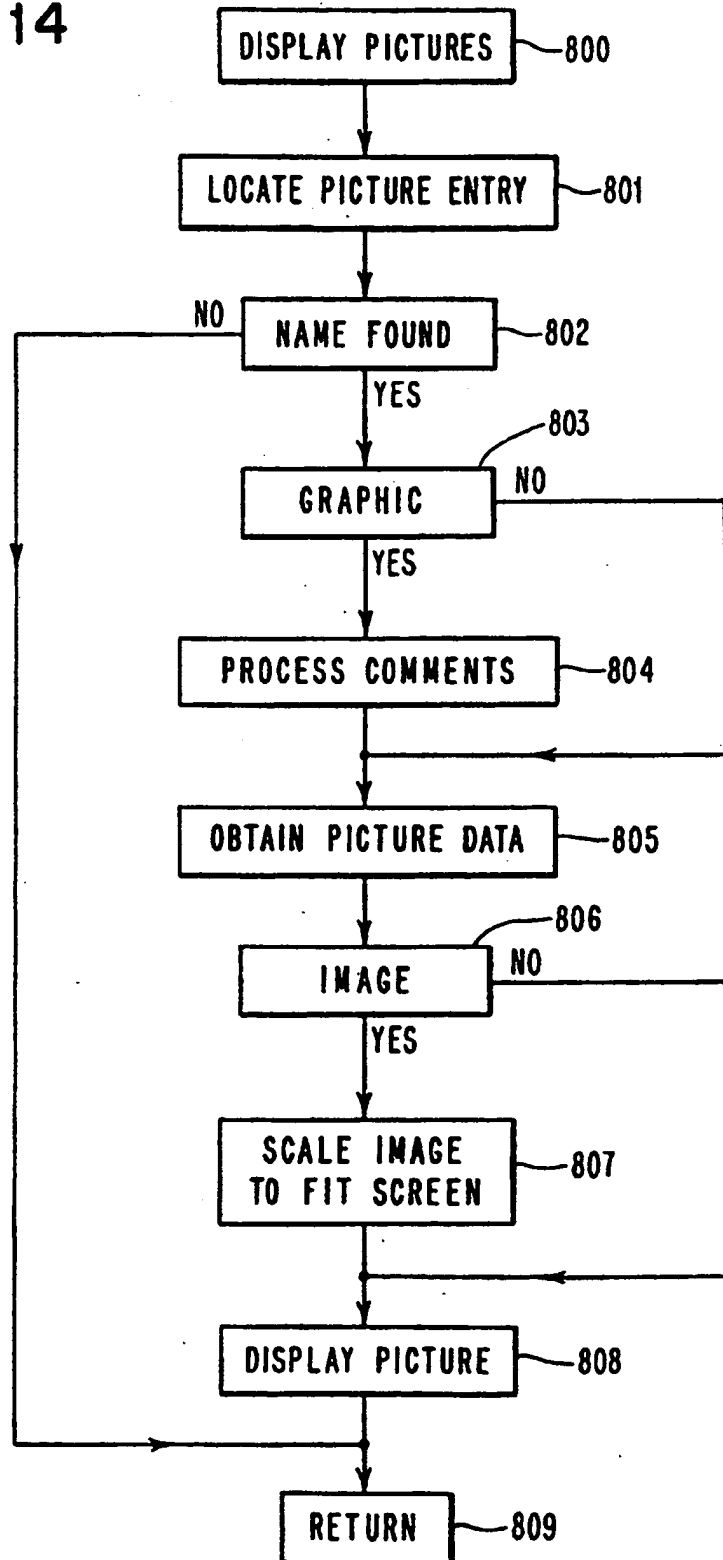 14
DISPLAY PICTURES 800
LOCATE PICTURE ENTRY 801
NO
NAME FOUND 802
YES
803
GRAPHIC NO
YES
PROCESS COMMENTS 804
OBTAIN PICTURE DATA 805
806
IMAGE NO
YES
SCALE IMAGE
TO FIT SCREEN 807
DISPLAY PICTURE 808
RETURN 809